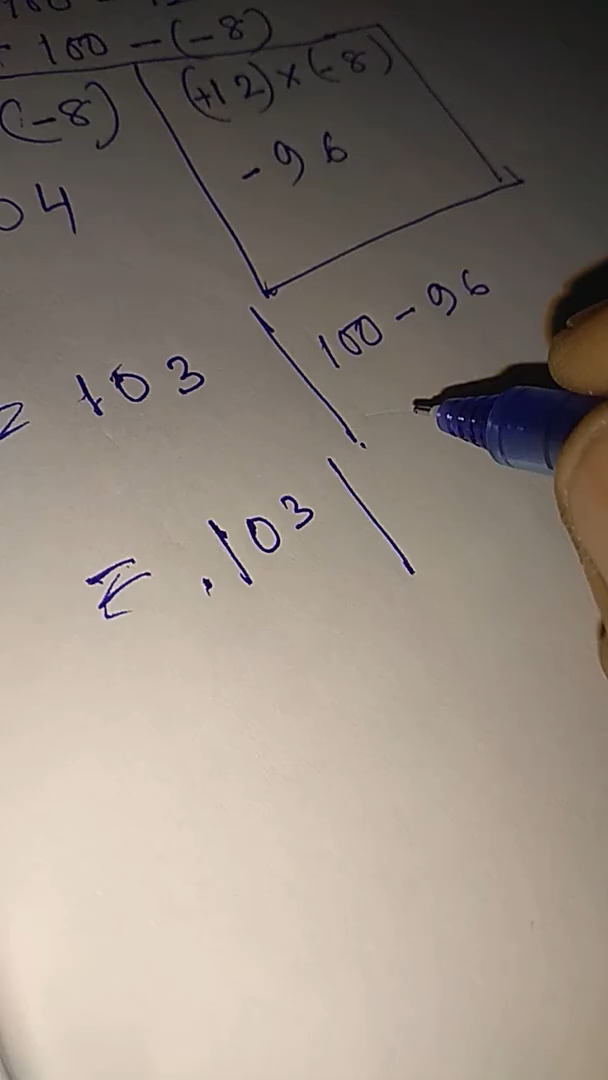 = 100 - (-8)
(-8) | (+12) x (-8)
- 96
04
= 103 | 100 - 96
= .103 |